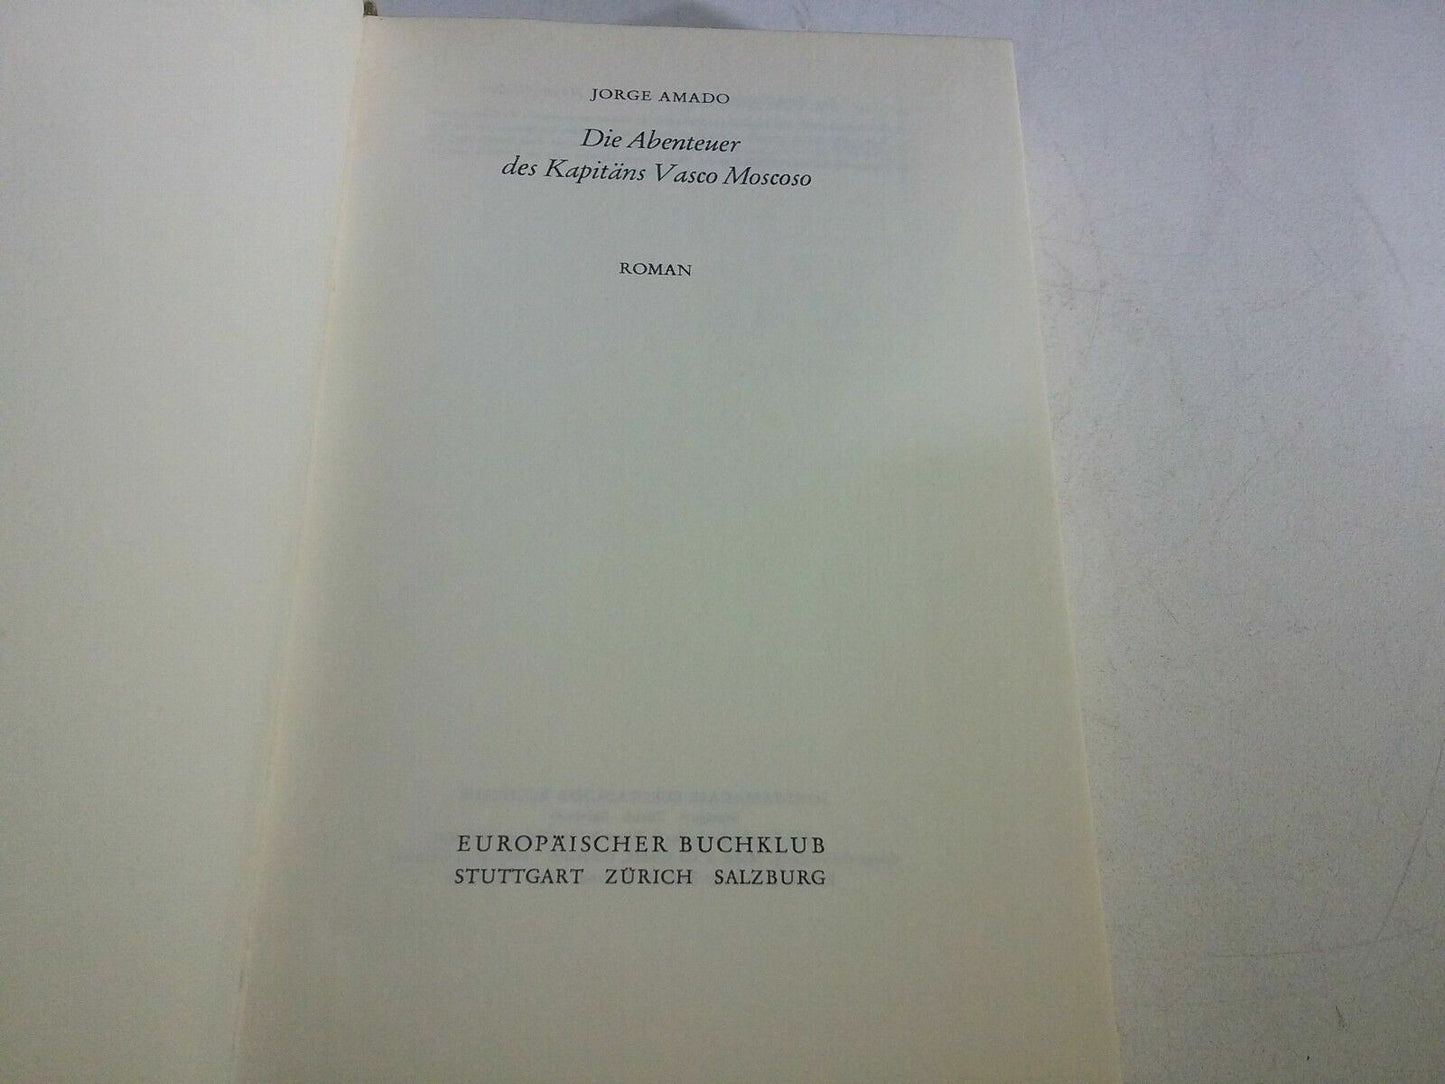 JORGE AMADO
Die Abenteuer
des Kapitäns Vasco Moscoso
ROMAN
EUROPÄISCHER BUCHKLUB
STUTTGART ZÜRICH SALZBURG